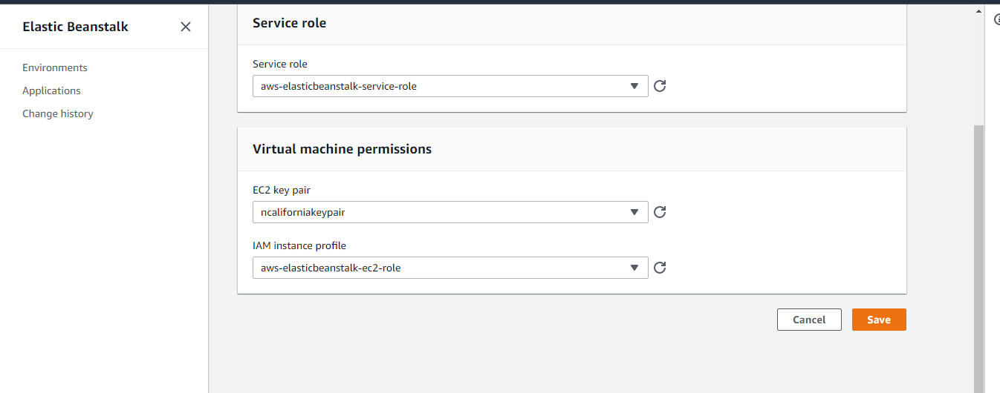 Elastic Beanstalk
Environments
Applications
Change history
Service role
Service role
aws-elasticbeanstalk-service-role
Virtual machine permissions
EC2 key pair
ncaliforniakeypair
IAM instance profile
aws-elasticbeanstalk-ec2-role
Cancel
Save